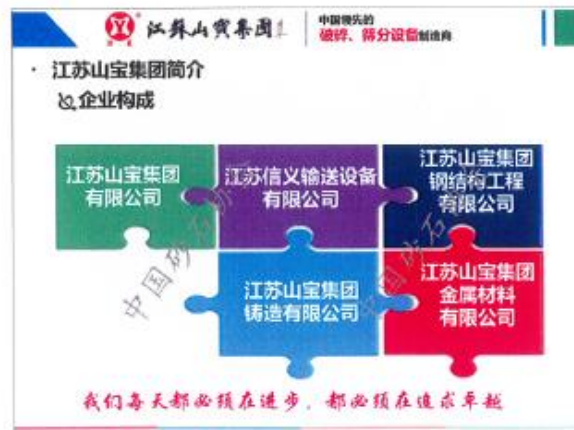 江苏山宝集团
中国领先的
破碎、筛分设备制造商
· 江苏山宝集团简介
企业构成
江苏山宝集团
有限公司
江苏信义输送设备
有限公司
江苏山宝集团
钢结构工程
有限公司
江苏山宝集团
铸造有限公司
江苏山宝集团
金属材料
有限公司
中国砂石
中国砂石
我们每天都必须在进步，都必须在追求卓越